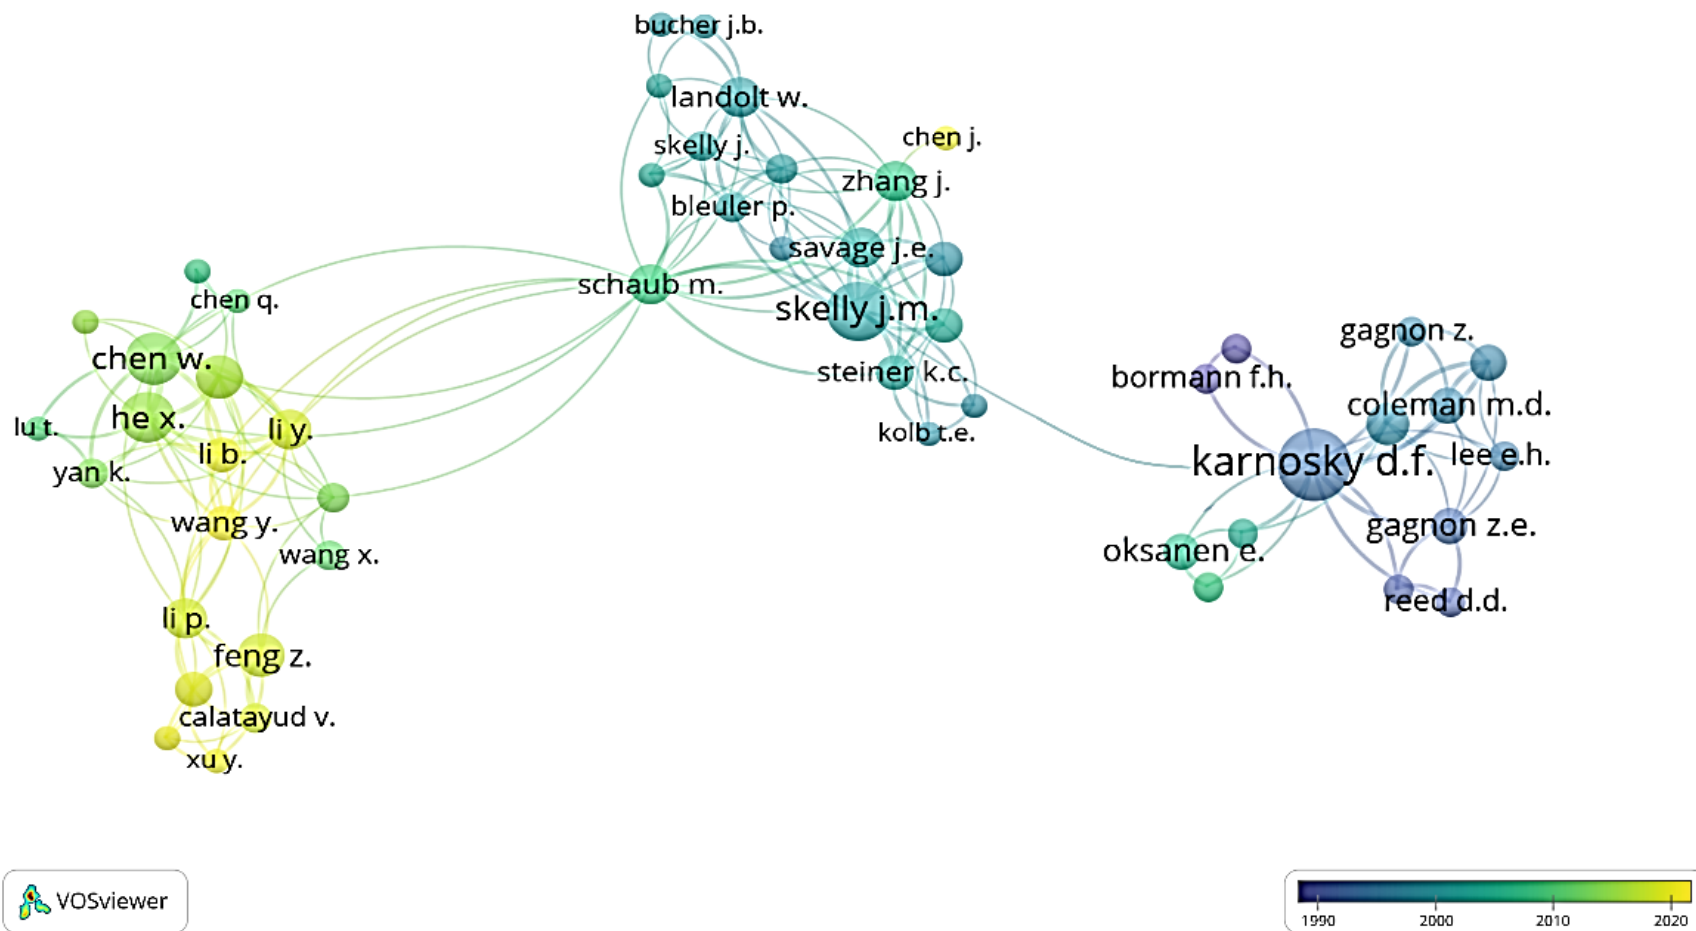 bucher j.b.
landolt w.
chen j.
skelly j.
zhang j.
bleuler p.
savage j.e.
schaub m.
chen q.
skelly j.m.
gagnon z.
chen w.
steiner k.c.
bormann f.h.
coleman m.d.
he x.
lu t.
li y.
kolb t.e.
li b.
karnosky d.f.
lee e.h.
yan k.
wang y.
gagnon z.e.
wang x.
oksanen e.
reed d.d.
li p.
feng z.
calatayud v.
xu y.
VOSviewer
1990 2000 2010 2020